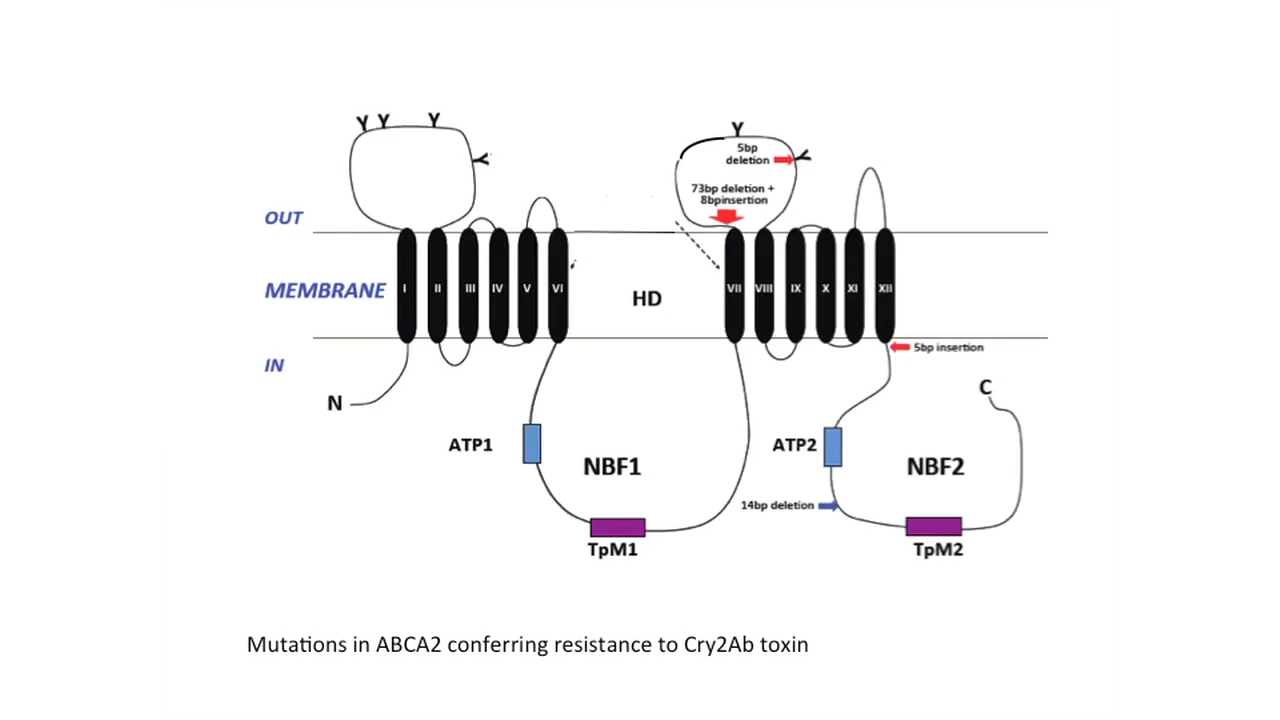 5bp
deletion
73bp deletion +
8bpinsertion
OUT
MEMBRANE
I
II
III
IV
V
VI
HD
VII
VIII
IX
X
XI
XII
IN
5bp insertion
N
C
ATP1
NBF1
ATP2
NBF2
14bp deletion
TpM1
TpM2
Mutations in ABCA2 conferring resistance to Cry2Ab toxin